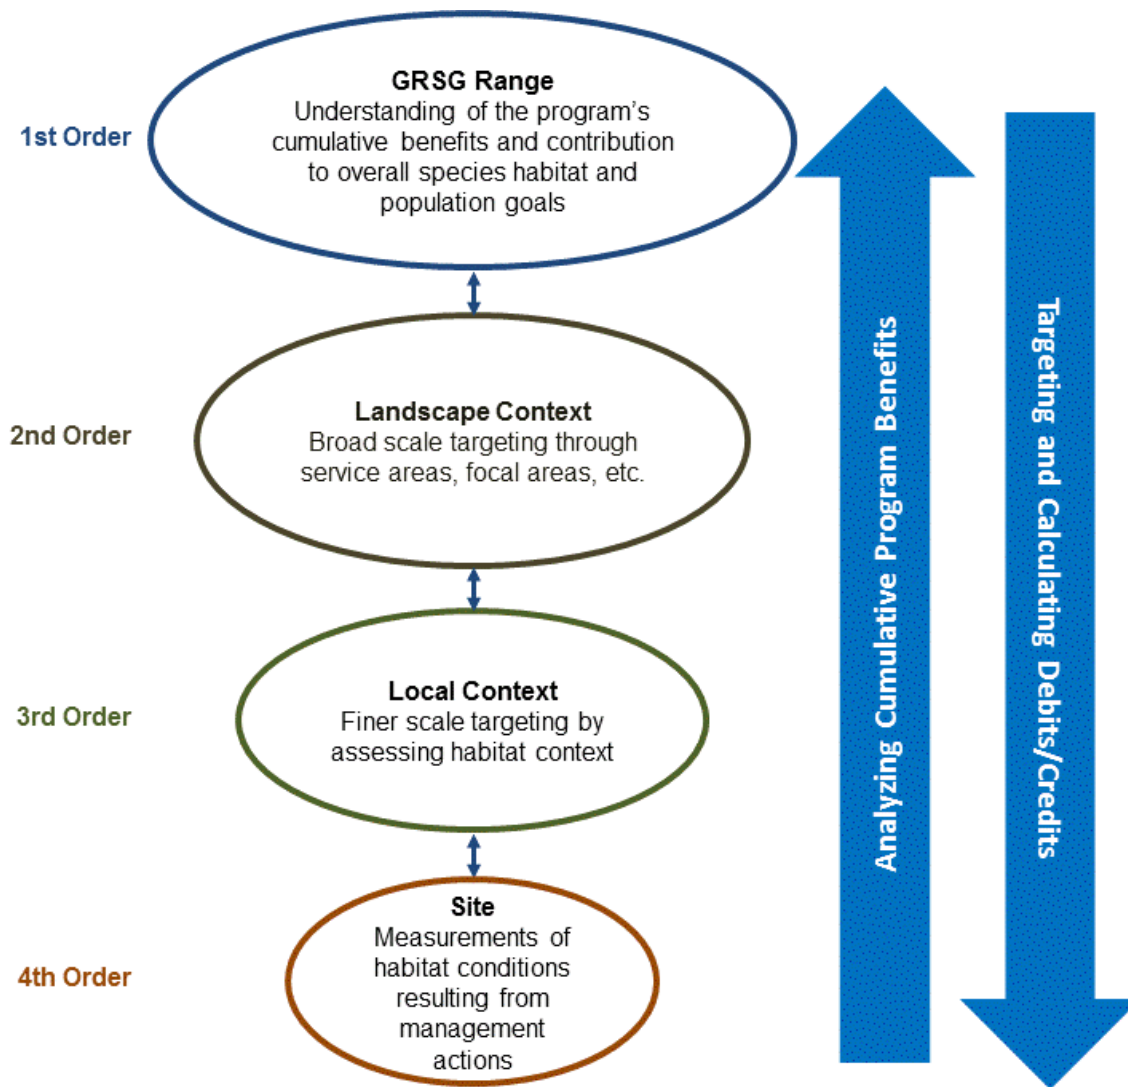 1st Order
GRSG Range
Understanding of the program's
cumulative benefits and contribution
to overall species habitat and
population goals
2nd Order
Landscape Context
Broad scale targeting through
service areas, focal areas, etc.
3rd Order
Local Context
Finer scale targeting by
assessing habitat context
4th Order
Site
Measurements of
habitat conditions
resulting from
management
actions
Analyzing Cumulative Program Benefits
Targeting and Calculating Debits/Credits